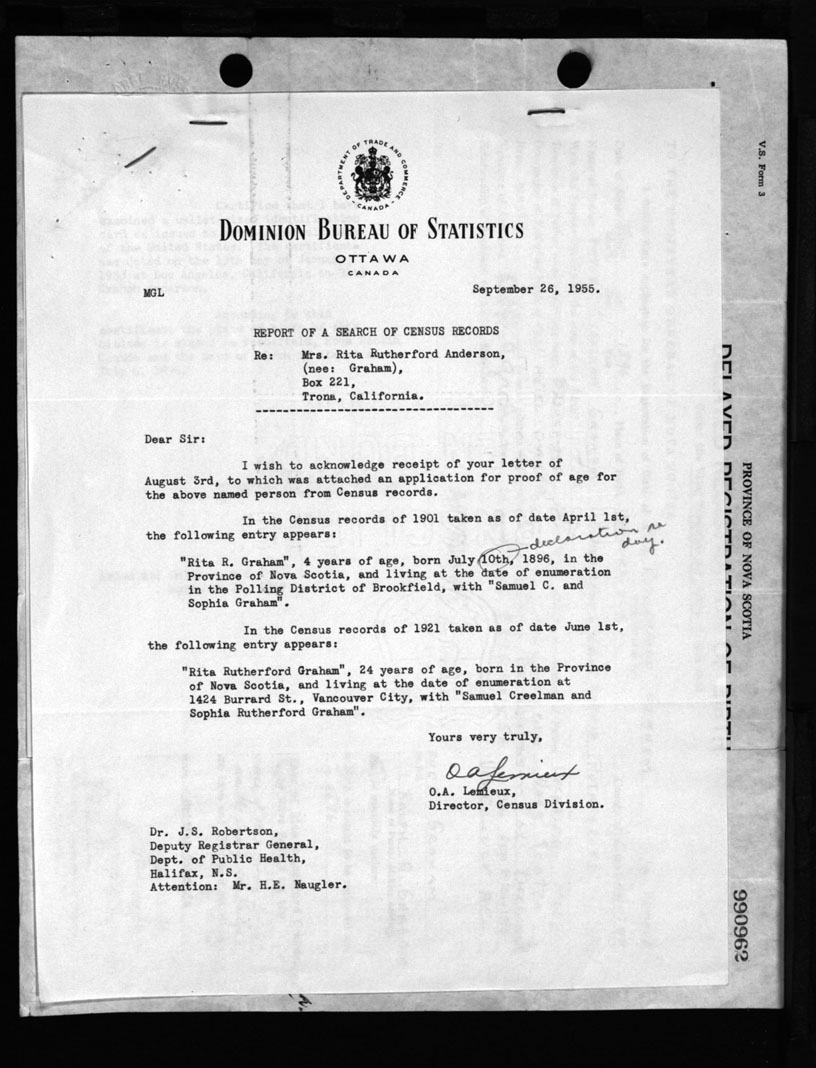 DEPARTMENT OF TRADE AND COMMERCE
CANADA
DOMINION BUREAU OF STATISTICS
OTTAWA
CANADA
MGL
September 26, 1955.
REPORT OF A SEARCH OF CENSUS RECORDS
Re: Mrs. Rita Rutherford Anderson,
(nee: Graham),
Box 221,
Trona, California.
Dear Sir:
I wish to acknowledge receipt of your letter of
August 3rd, to which was attached an application for proof of age for
the above named person from Census records.
In the Census records of 1901 taken as of date April 1st,
the following entry appears:
declaration re
day.
"Rita R. Graham", 4 years of age, born July 10th, 1896, in the
Province of Nova Scotia, and living at the date of enumeration
in the Polling District of Brookfield, with "Samuel C. and
Sophia Graham".
In the Census records of 1921 taken as of date June 1st,
the following entry appears:
"Rita Rutherford Graham", 24 years of age, born in the Province
of Nova Scotia, and living at the date of enumeration at
1424 Burrard St., Vancouver City, with "Samuel Creelman and
Sophia Rutherford Graham".
Yours very truly,
O A Lemieux
O.A. Lemieux,
Director, Census Division.
Dr. J.S. Robertson,
Deputy Registrar General,
Dept. of Public Health,
Halifax, N.S.
Attention: Mr. H.E. Naugler.
V.S. Form 3
PROVINCE OF NOVA SCOTIA
DELAYED REGISTRATION OF BIRTH
990962